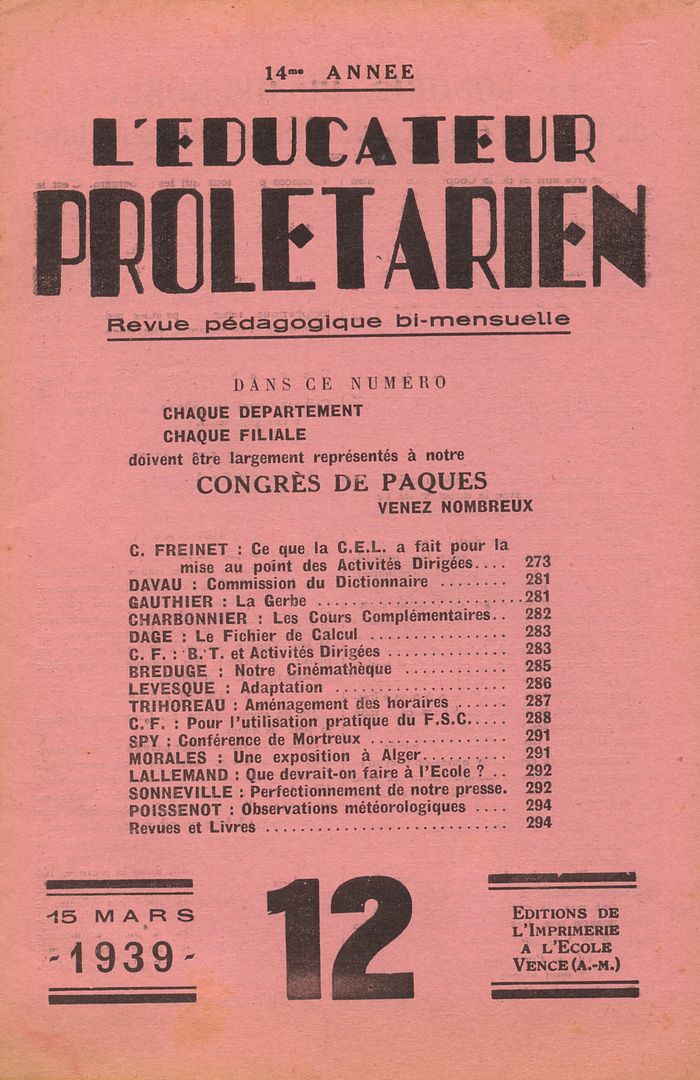 14me ANNEE
L'EDUCATEUR
PROLETARIEN
Revue pédagogique bi-mensuelle
DANS CE NUMÉRO
CHAQUE DEPARTEMENT
CHAQUE FILIALE
doivent être largement représentés à notre
CONGRÈS DE PAQUES
VENEZ NOMBREUX
C. FREINET : Ce que la C.E.L. a fait pour la
mise au point des Activités Dirigées.... 273
DAVAU : Commission du Dictionnaire ........ 281
GAUTHIER : La Gerbe ........................281
CHARBONNIER : Les Cours Complémentaires.. 282
DAGE : Le Fichier de Calcul ................ 283
C. F. : B. T. et Activités Dirigées .............. 283
BREDUGE : Notre Cinémathèque ............. 285
LEVESQUE : Adaptation .................... 286
TRIHOREAU : Aménagement des horaires ...... 287
C. F. : Pour l'utilisation pratique du F.S.C..... 288
SPY : Conférence de Mortreux ................ 291
MORALES : Une exposition à Alger.......... 291
LALLEMAND : Que devrait-on faire à l'Ecole ? .. 292
SONNEVILLE : Perfectionnement de notre presse. 292
POISSENOT : Observations météorologiques .... 294
Revues et Livres ............................ 294
15 MARS
-1939-
12
EDITIONS DE
L'IMPRIMERIE
A L'ECOLE
VENCE (A.-M.)